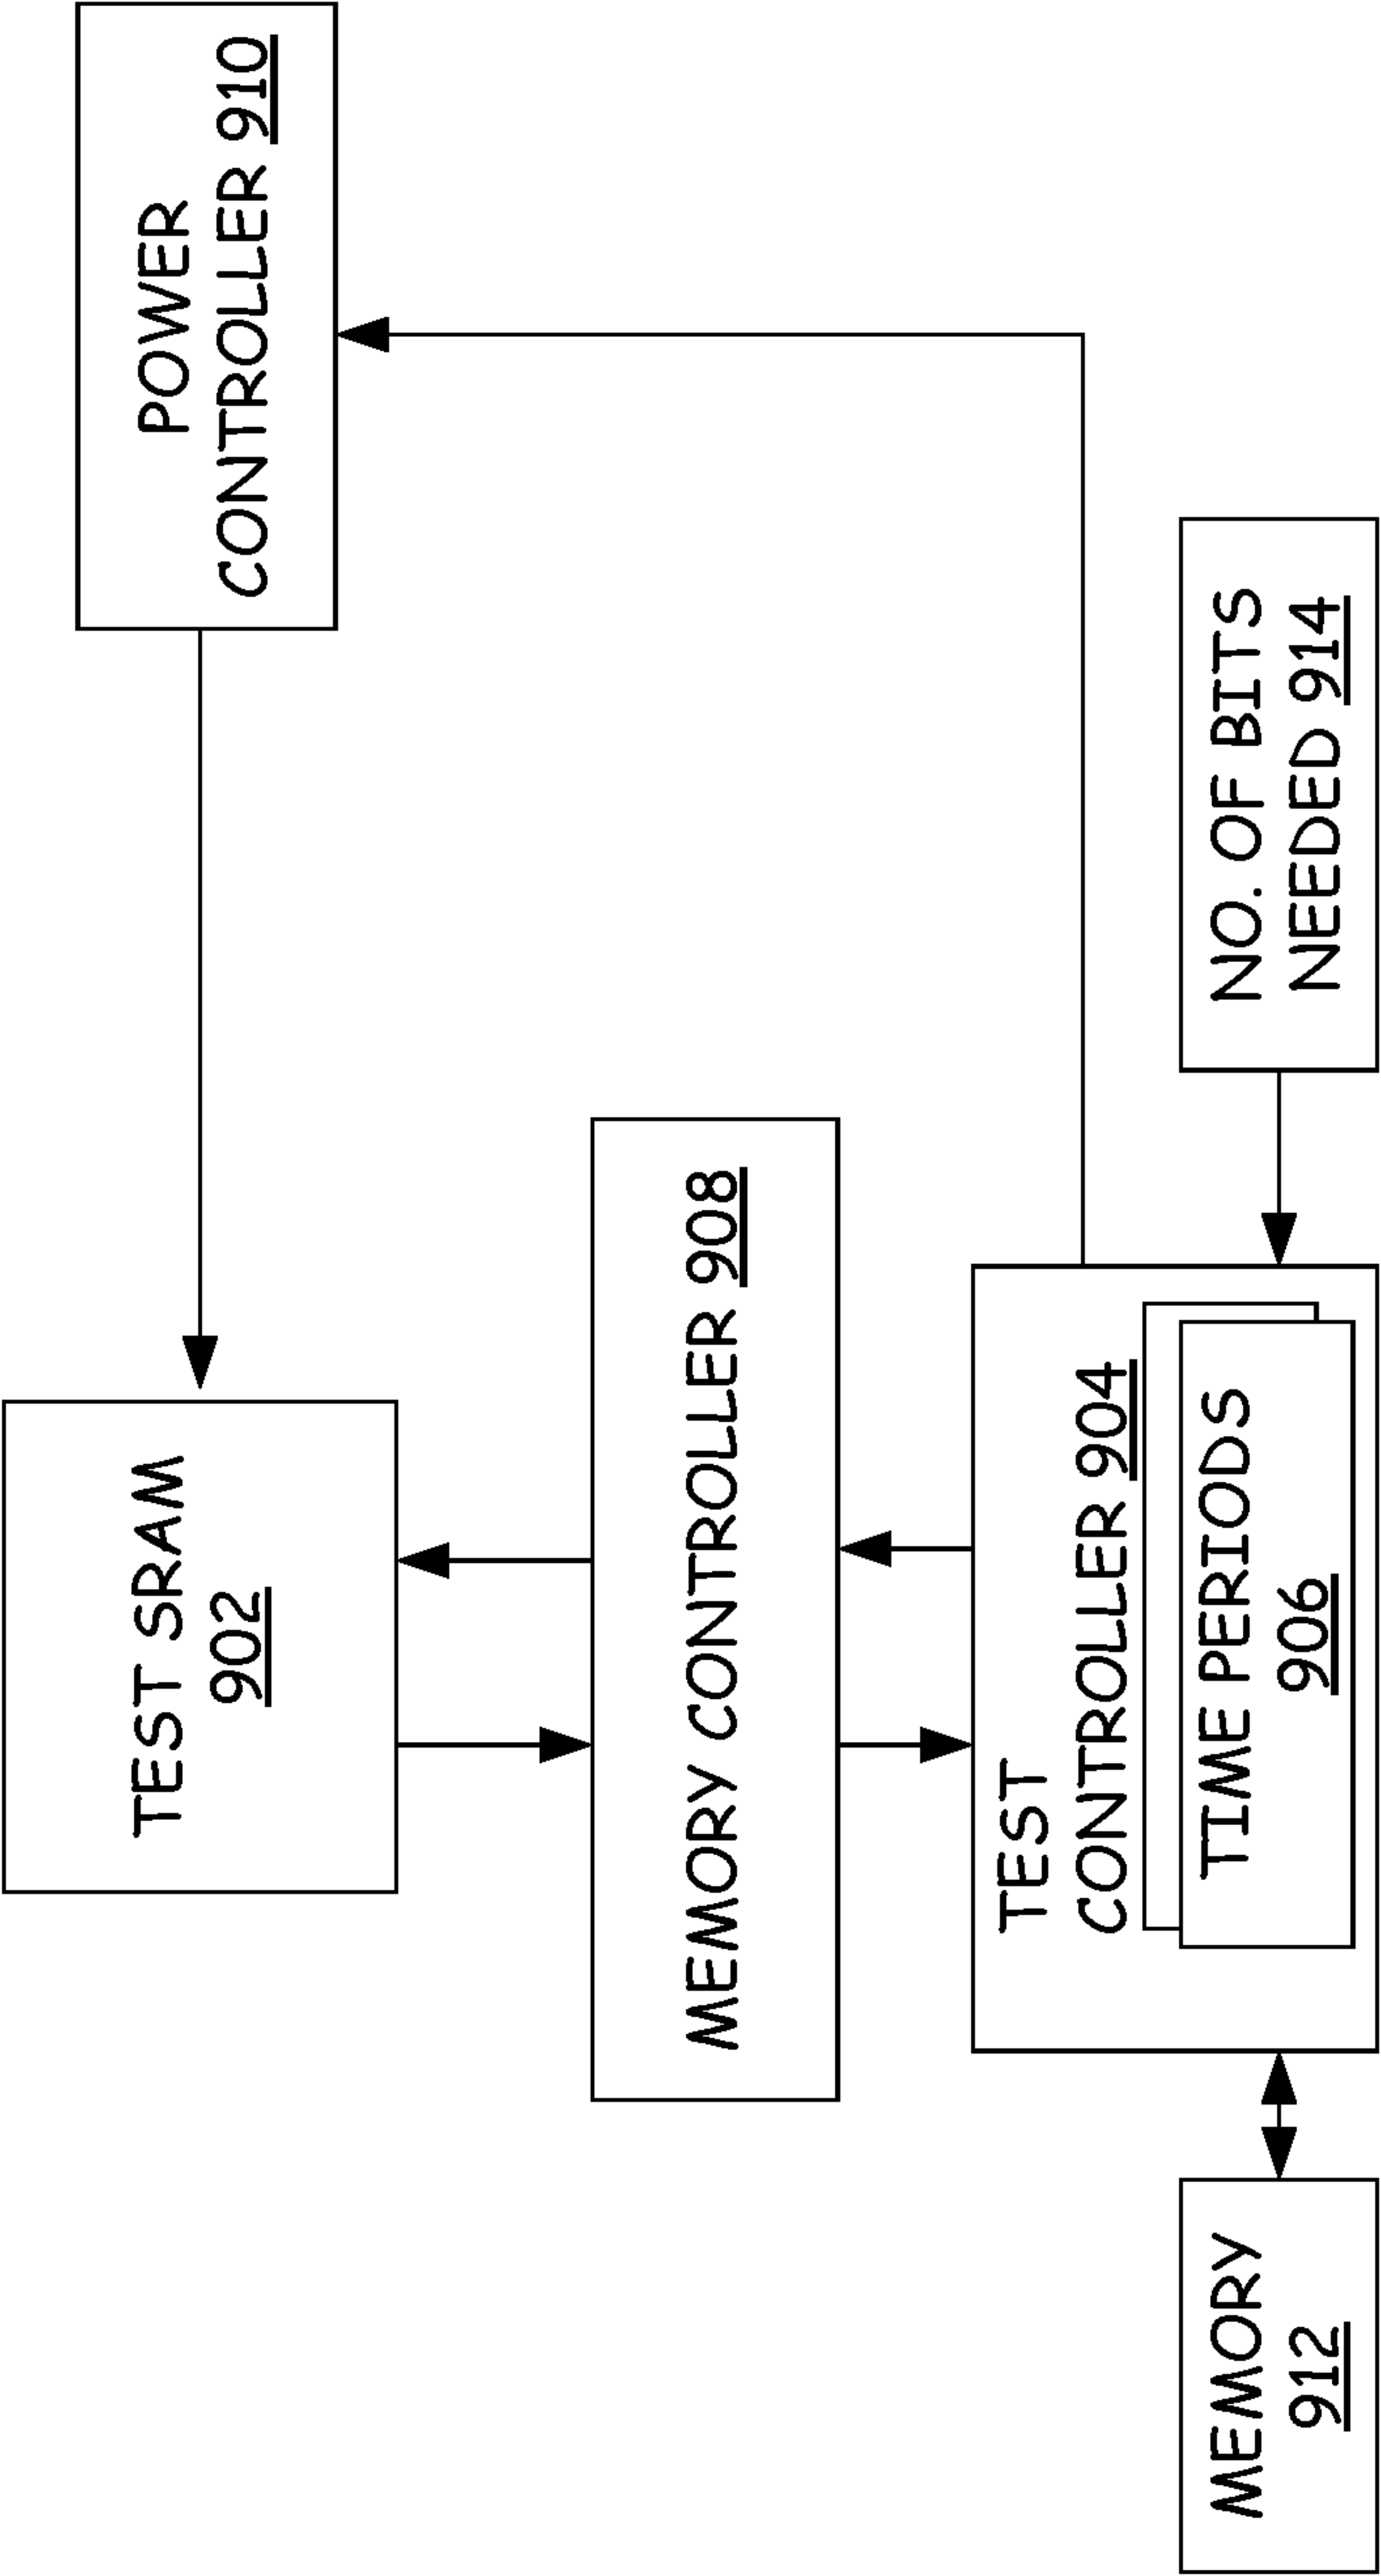 TEST SRAM
902
POWER
CONTROLLER 910
MEMORY CONTROLLER 908
TEST
CONTROLLER 904
TIME PERIODS
906
MEMORY
912
NO. OF BITS
NEEDED 914